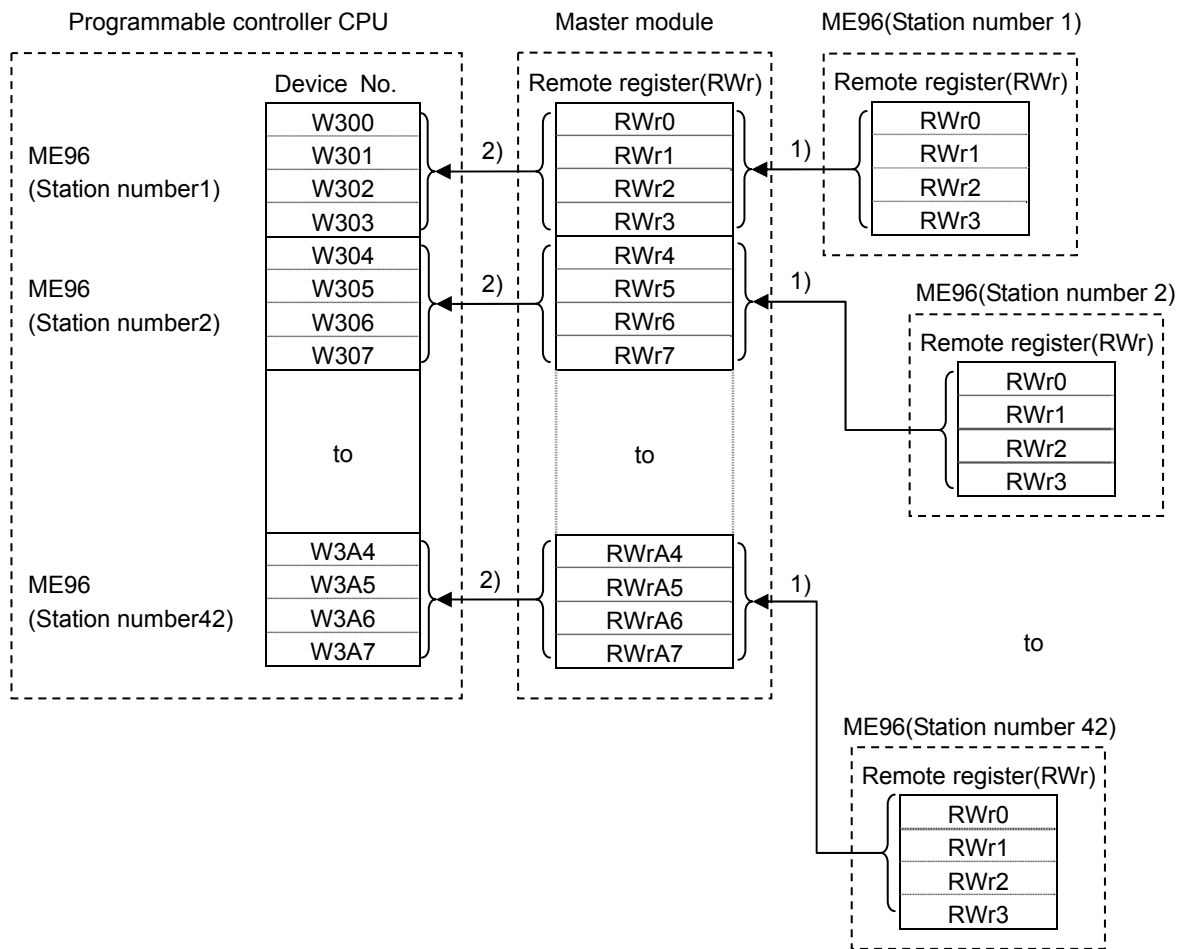 Programmable controller CPU
Device No.
ME96
(Station number1)
W300
W301
W302
W303
ME96
(Station number2)
W304
W305
W306
W307
to
ME96
(Station number42)
W3A4
W3A5
W3A6
W3A7
2)
2)
2)
Master module
Remote register(RWr)
RWr0
RWr1
RWr2
RWr3
RWr4
RWr5
RWr6
RWr7
to
RWrA4
RWrA5
RWrA6
RWrA7
1)
1)
1)
ME96(Station number 1)
Remote register(RWr)
RWr0
RWr1
RWr2
RWr3
ME96(Station number 2)
Remote register(RWr)
RWr0
RWr1
RWr2
RWr3
to
ME96(Station number 42)
Remote register(RWr)
RWr0
RWr1
RWr2
RWr3